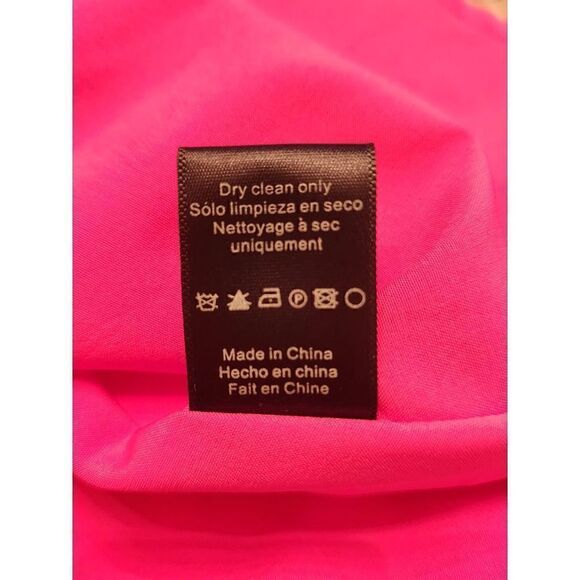 Dry clean only
Sólo limpieza en seco
Nettoyage à sec
uniquement
P
Made in China
Hecho en china
Fait en Chine